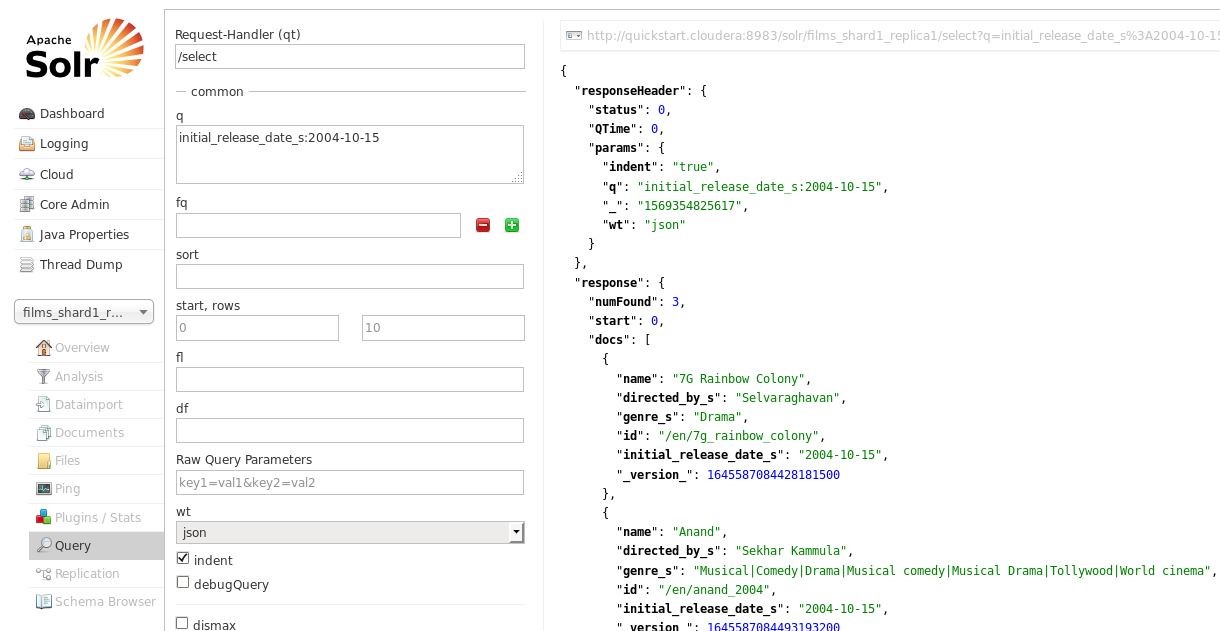 Apache
Solr
Dashboard
Logging
Cloud
Core Admin
Java Properties
Thread Dump
films_shard1_r...
Overview
Analysis
Dataimport
Documents
Files
Ping
Plugins / Stats
Query
Replication
Schema Browser
Request-Handler (qt)
/select
common
q
initial_release_date_s:2004-10-15
fq
sort
start, rows
0 10
fl
df
Raw Query Parameters
key1=val1&key2=val2
wt
json
indent
debugQuery
dismax
http://quickstart.cloudera:8983/solr/films_shard1_replica1/select?q=initial_release_date_s%3A2004-10-15
{
"responseHeader": {
"status": 0,
"QTime": 0,
"params": {
"indent": "true",
"q": "initial_release_date_s:2004-10-15",
"_": "1569354825617",
"wt": "json"
}
},
"response": {
"numFound": 3,
"start": 0,
"docs": [
{
"name": "7G Rainbow Colony",
"directed_by_s": "Selvaraghavan",
"genre_s": "Drama",
"id": "/en/7g_rainbow_colony",
"initial_release_date_s": "2004-10-15",
"_version_": 1645587084428181500
},
{
"name": "Anand",
"directed_by_s": "Sekhar Kammula",
"genre_s": "Musical|Comedy|Drama|Musical comedy|Musical Drama|Tollywood|World cinema",
"id": "/en/anand_2004",
"initial_release_date_s": "2004-10-15",
"_version_": 1645587084493193200